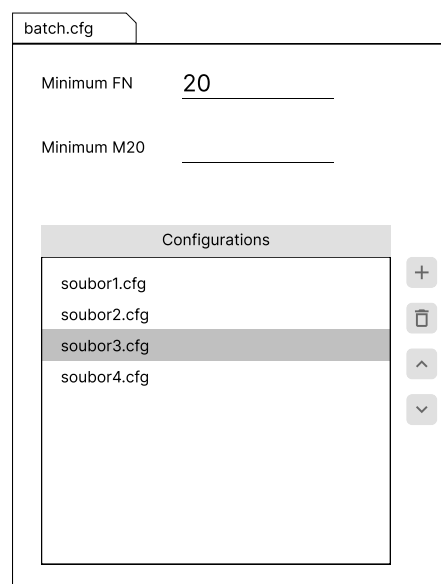 batch.cfg
Minimum FN 20
Minimum M20
Configurations
soubor1.cfg
soubor2.cfg
soubor3.cfg
soubor4.cfg